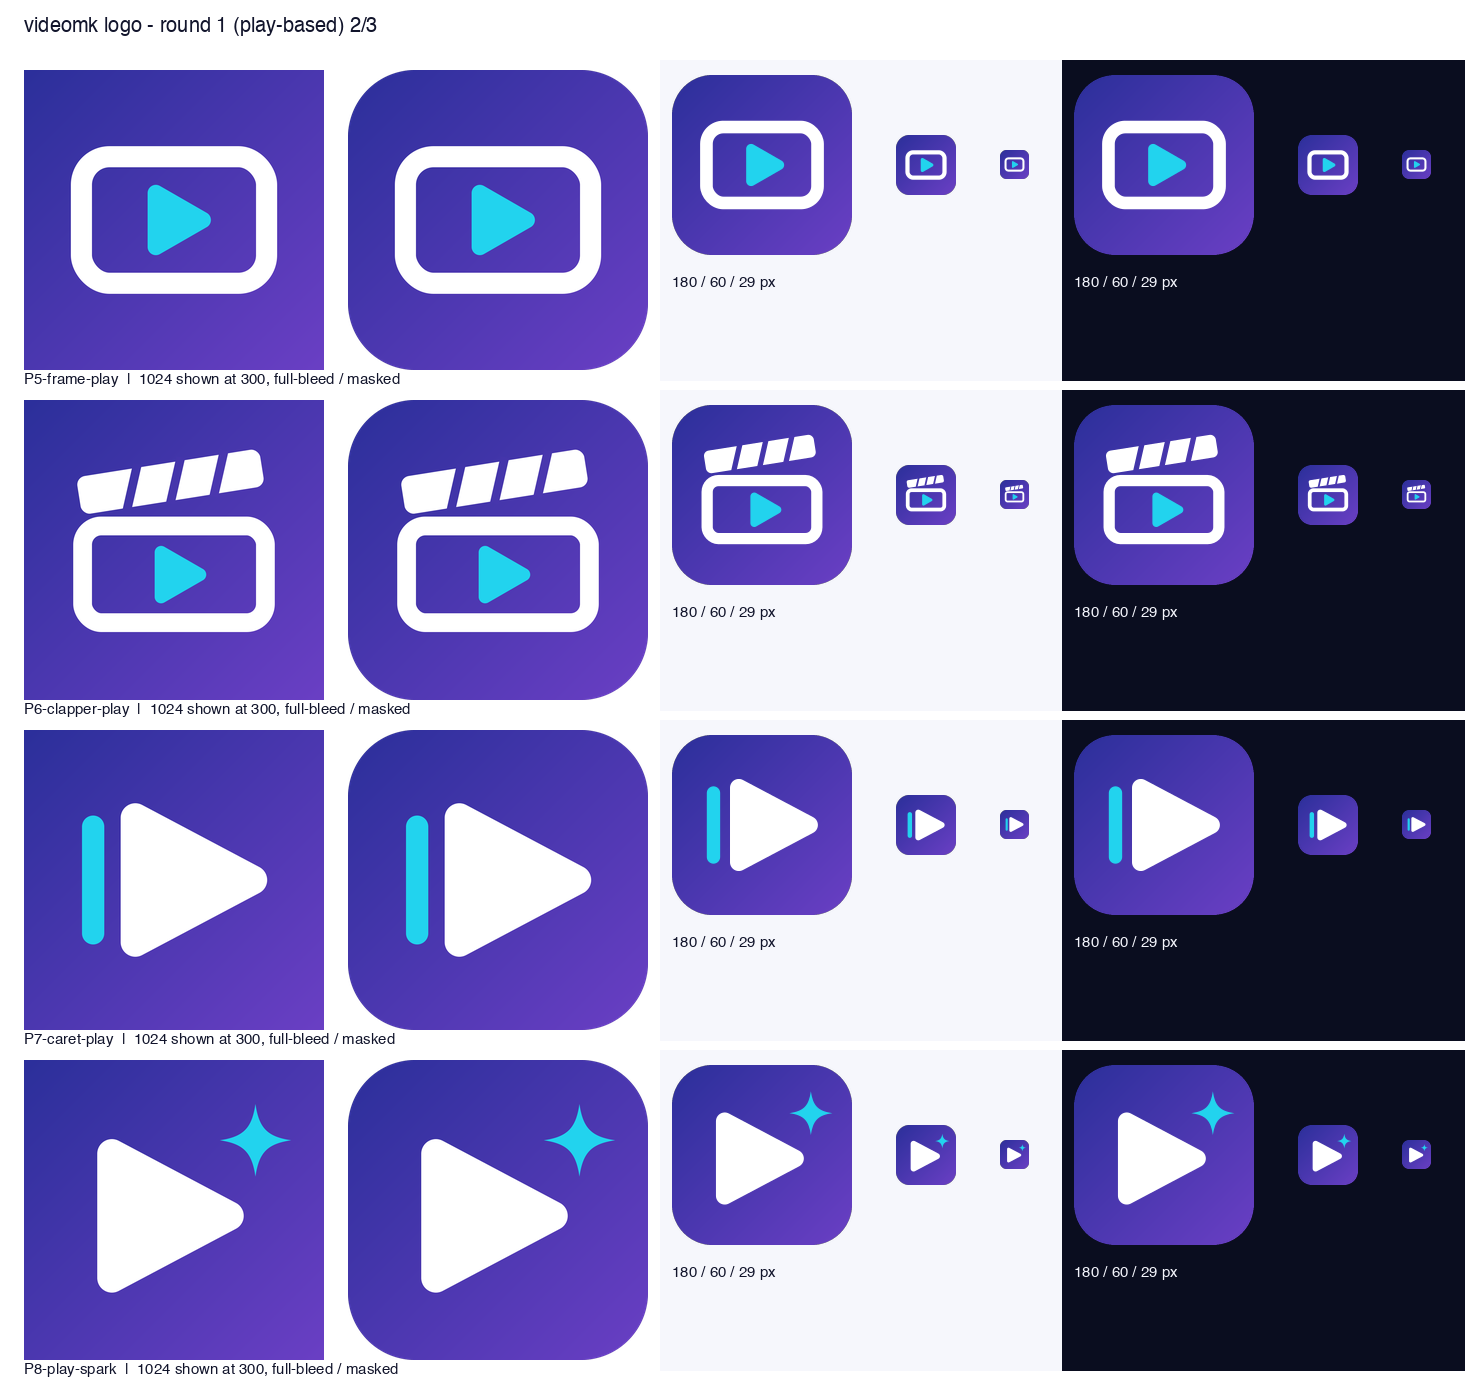 videomk logo - round 1 (play-based) 2/3
180 / 60 / 29 px
180 / 60 / 29 px
P5-frame-play | 1024 shown at 300, full-bleed / masked
180 / 60 / 29 px
180 / 60 / 29 px
P6-clapper-play | 1024 shown at 300, full-bleed / masked
180 / 60 / 29 px
180 / 60 / 29 px
P7-caret-play | 1024 shown at 300, full-bleed / masked
180 / 60 / 29 px
180 / 60 / 29 px
P8-play-spark | 1024 shown at 300, full-bleed / masked